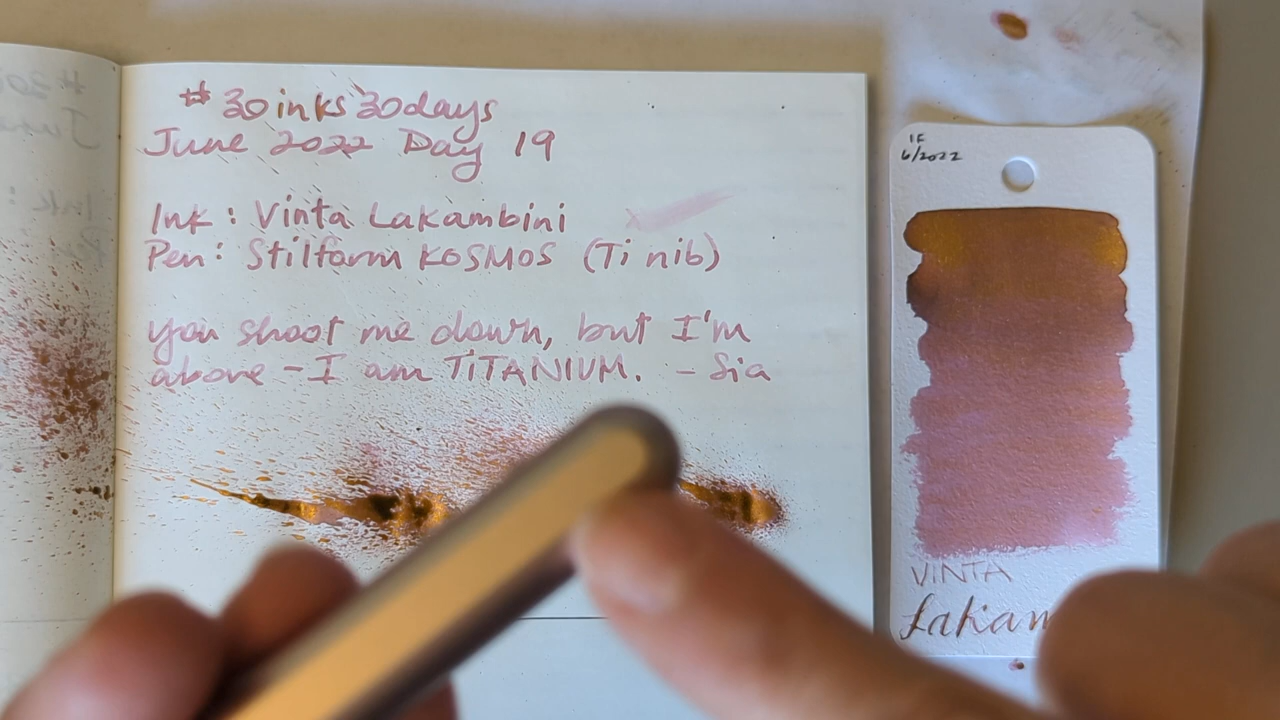 #30inks30days
June 2022 Day 19
Ink: Vinta Lakambini
Pen: Stilform KOSMOS (Ti nib)
you shoot me down, but I'm
above - I am TITANIUM. - Sia
IF
6/2022
VINTA